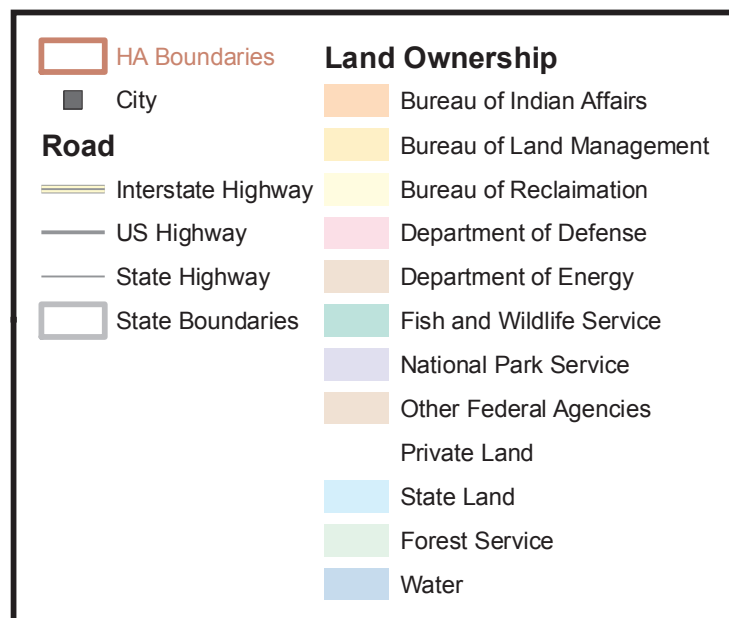 HA Boundaries
City
Road
Interstate Highway
US Highway
State Highway
State Boundaries
Land Ownership
Bureau of Indian Affairs
Bureau of Land Management
Bureau of Reclaimation
Department of Defense
Department of Energy
Fish and Wildlife Service
National Park Service
Other Federal Agencies
Private Land
State Land
Forest Service
Water